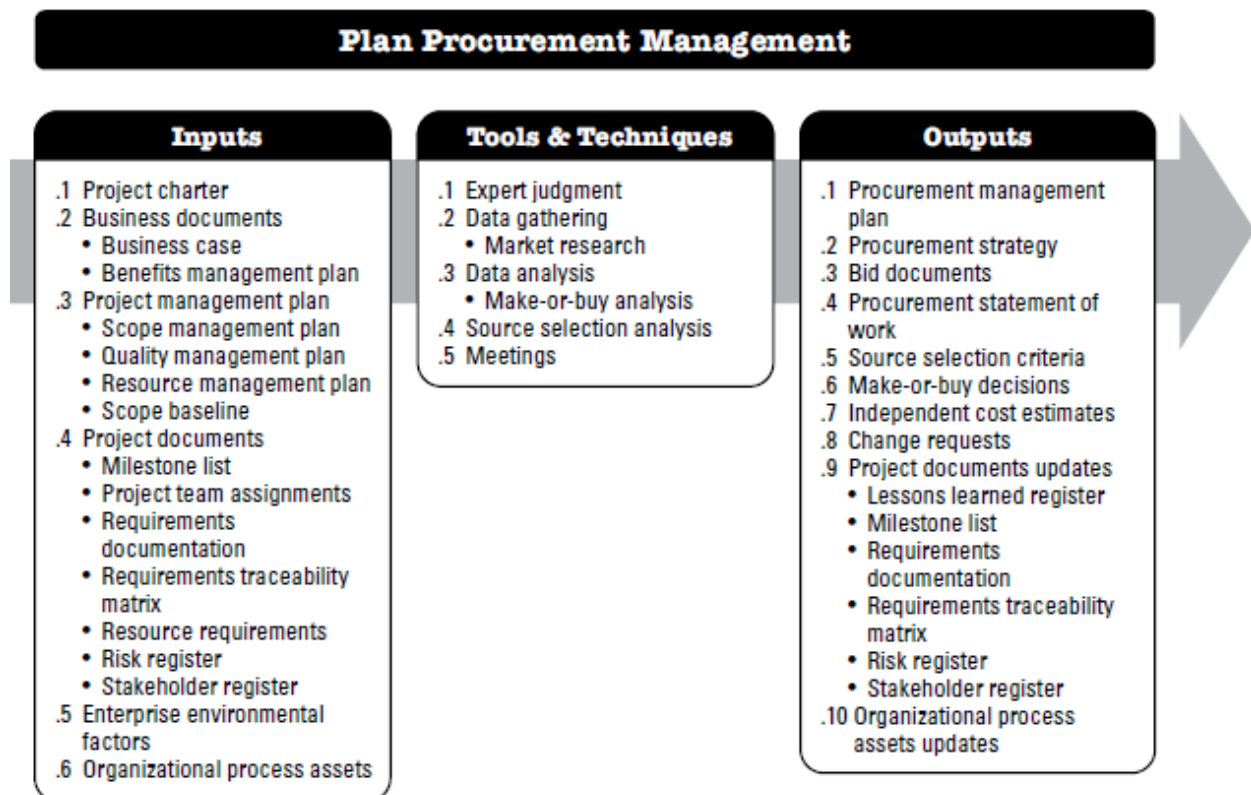 Plan Procurement Management
Inputs
.1 Project charter
.2 Business documents
• Business case
• Benefits management plan
.3 Project management plan
• Scope management plan
• Quality management plan
• Resource management plan
• Scope baseline
.4 Project documents
• Milestone list
• Project team assignments
• Requirements
documentation
• Requirements traceability
matrix
• Resource requirements
• Risk register
• Stakeholder register
.5 Enterprise environmental
factors
.6 Organizational process assets
Tools & Techniques
.1 Expert judgment
.2 Data gathering
• Market research
.3 Data analysis
• Make-or-buy analysis
.4 Source selection analysis
.5 Meetings
Outputs
.1 Procurement management
plan
.2 Procurement strategy
.3 Bid documents
.4 Procurement statement of
work
.5 Source selection criteria
.6 Make-or-buy decisions
.7 Independent cost estimates
.8 Change requests
.9 Project documents updates
• Lessons learned register
• Milestone list
• Requirements
documentation
• Requirements traceability
matrix
• Risk register
• Stakeholder register
.10 Organizational process
assets updates